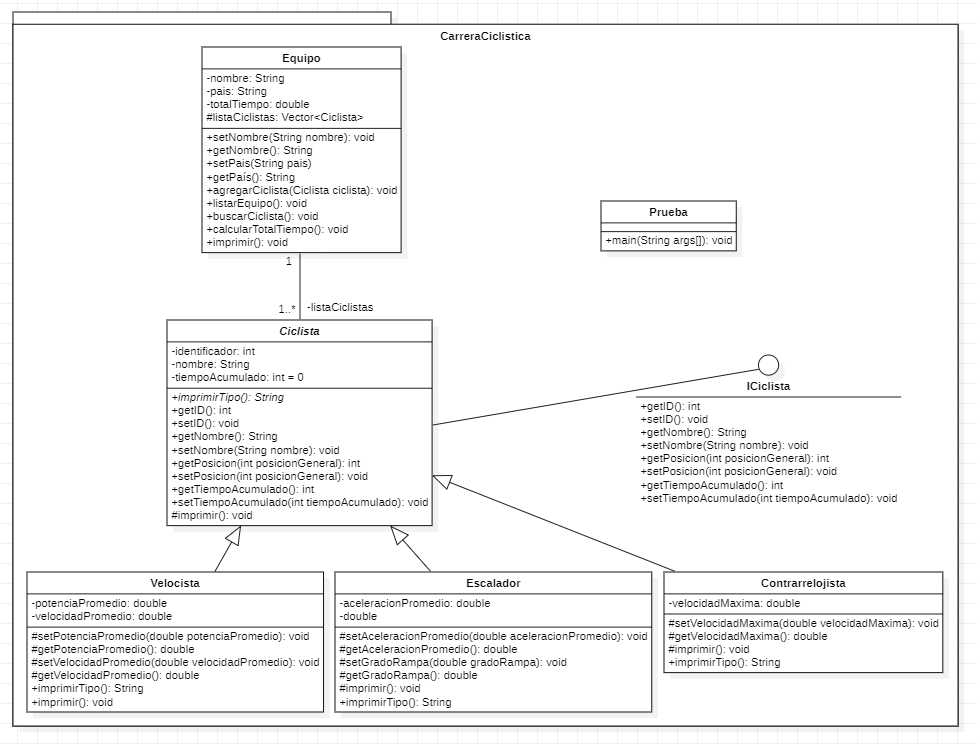 CarreraCiclistica
Equipo
-nombre: String
-pais: String
-totalTiempo: double
#listaCiclistas: Vector<Ciclista>
+setNombre(String nombre): void
+getNombre(): String
+setPais(String pais)
+getPaís(): String
+agregarCiclista(Ciclista ciclista): void
+listarEquipo(): void
+buscarCiclista(): void
+calcularTotalTiempo(): void
+imprimir(): void
Prueba
+main(String args[]): void
1
1..*
-listaCiclistas
Ciclista
-identificador: int
-nombre: String
-tiempoAcumulado: int = 0
+imprimirTipo(): String
+getID(): int
+setID(): void
+getNombre(): String
+setNombre(String nombre): void
+getPosicion(int posicionGeneral): int
+setPosicion(int posicionGeneral): void
+getTiempoAcumulado(): int
+setTiempoAcumulado(int tiempoAcumulado): void
#imprimir(): void
ICiclista
+getID(): int
+setID(): void
+getNombre(): String
+setNombre(String nombre): void
+getPosicion(int posicionGeneral): int
+setPosicion(int posicionGeneral): void
+getTiempoAcumulado(): int
+setTiempoAcumulado(int tiempoAcumulado): void
Velocista
-potenciaPromedio: double
-velocidadPromedio: double
#setPotenciaPromedio(double potenciaPromedio): void
#getPotenciaPromedio(): double
#setVelocidadPromedio(double velocidadPromedio): void
#getVelocidadPromedio(): double
+imprimirTipo(): String
+imprimir(): void
Escalador
-aceleracionPromedio: double
-double
#setAceleracionPromedio(double aceleracionPromedio): void
#getAceleracionPromedio(): double
#setGradoRampa(double gradoRampa): void
#getGradoRampa(): double
#imprimir(): void
+imprimirTipo(): String
Contrarrelojista
-velocidadMaxima: double
#setVelocidadMaxima(double velocidadMaxima): void
#getVelocidadMaxima(): double
#imprimir(): void
+imprimirTipo(): String